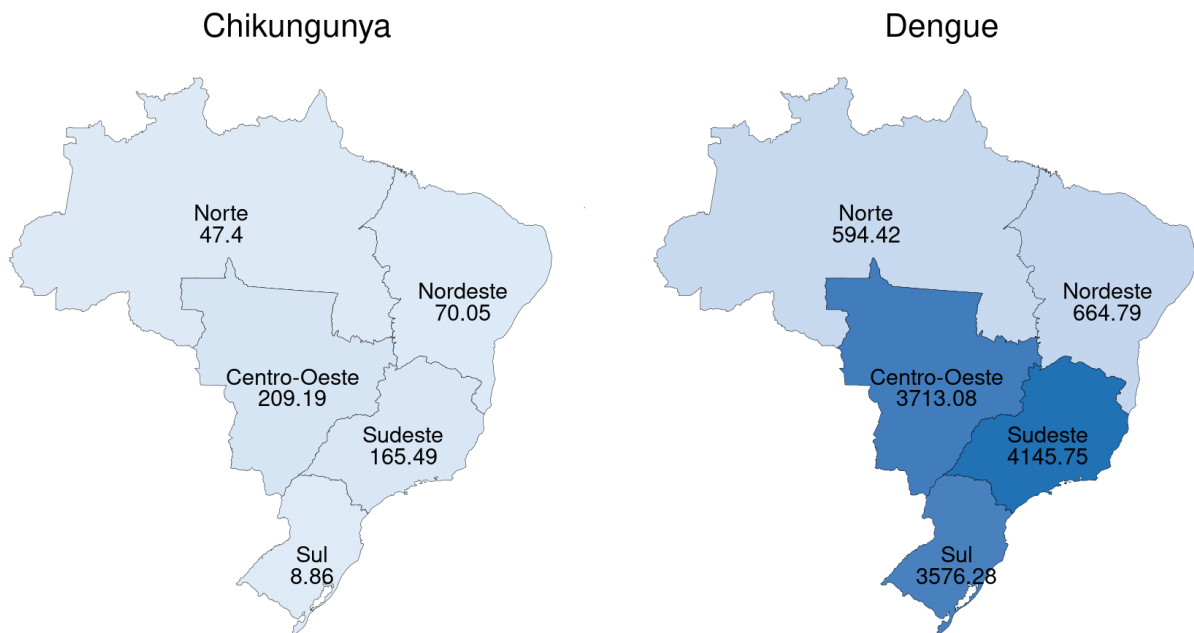 Chikungunya
Norte
47.4
Nordeste
70.05
Centro-Oeste
209.19
Sudeste
165.49
Sul
8.86
Dengue
Norte
594.42
Nordeste
664.79
Centro-Oeste
3713.08
Sudeste
4145.75
Sul
3576.28